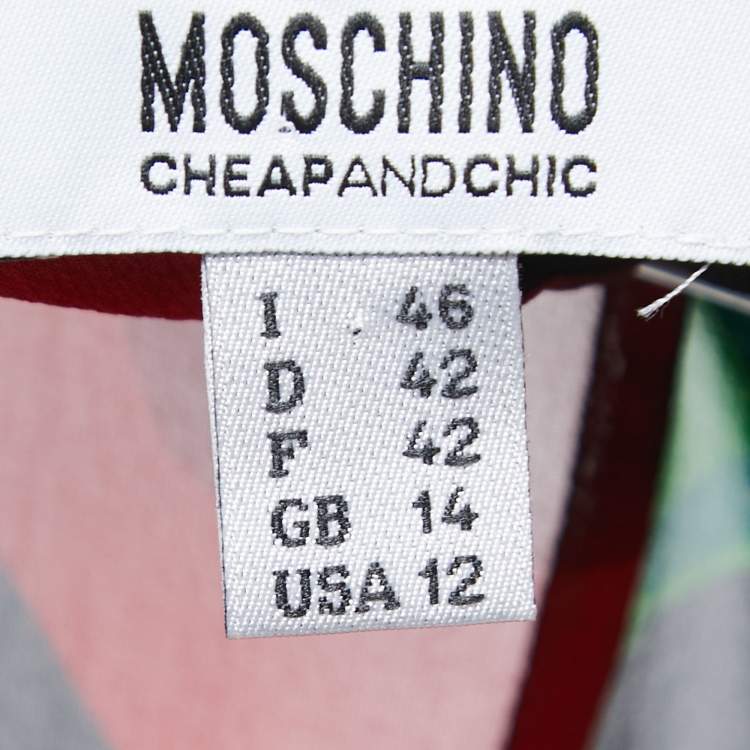 MOSCHINO
CHEAPANDCHIC
I 46
D 42
F 42
GB 14
USA 12